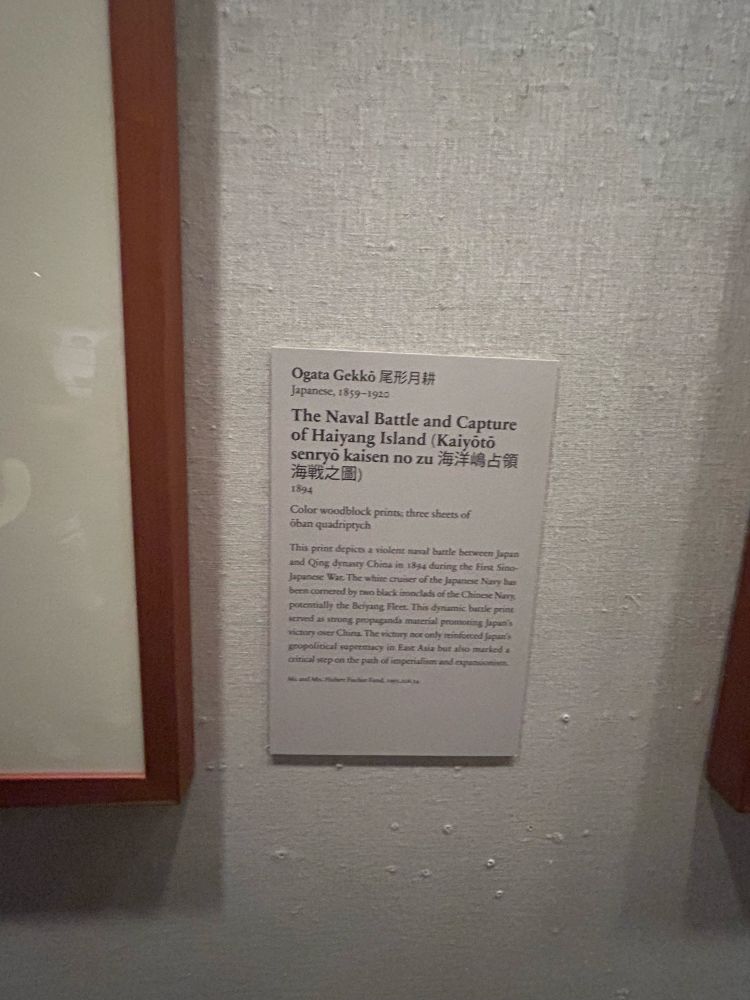 Ogata Gekkō 尾形月耕
Japanese, 1859–1920
The Naval Battle and Capture
of Haiyang Island (Kaiyōtō
senryō kaisen no zu 海洋嶋占領
海戦之圖)
1894
Color woodblock prints; three sheets of
ōban quadriptych
This print depicts a violent naval battle between Japan
and Qing dynasty China in 1894 during the First Sino-
Japanese War. The white cruiser of the Japanese Navy has
been cornered by two black ironclads of the Chinese Navy,
potentially the Beiyang Fleet. This dynamic battle print
served as strong propaganda material promoting Japan's
victory over China. The victory not only reinforced Japan's
geopolitical supremacy in East Asia but also marked a
critical step on the path of imperialism and expansionism.
Mr. and Mrs. Fund,